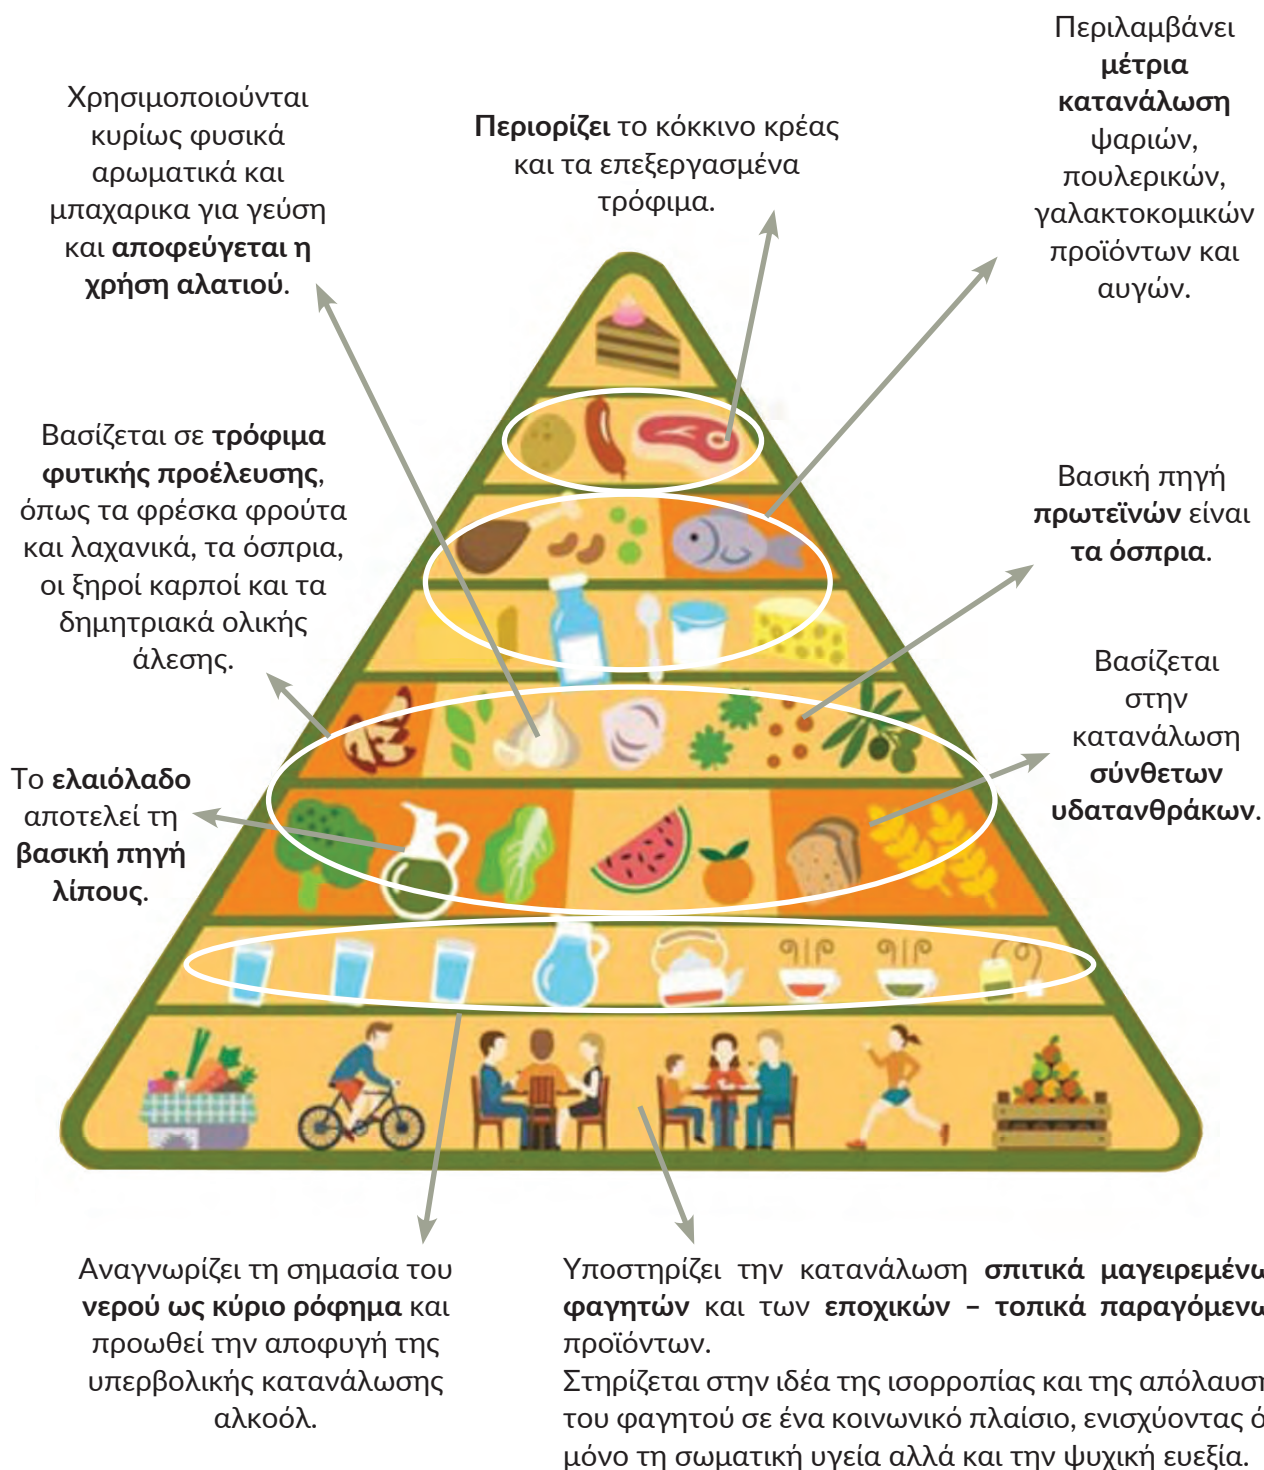 Χρησιμοποιούνται
κυρίως φυσικά
αρωματικά και
μπαχαρικα για γεύση
και αποφεύγεται η
χρήση αλατιού.
Περιορίζει το κόκκινο κρέας
και τα επεξεργασμένα
τρόφιμα.
Περιλαμβάνει
μέτρια
κατανάλωση
ψαριών,
πουλερικών,
γαλακτοκομικών
προϊόντων και
αυγών.
Βασίζεται σε τρόφιμα
φυτικής προέλευσης,
όπως τα φρέσκα φρούτα
και λαχανικά, τα όσπρια,
οι ξηροί καρποί και τα
δημητριακά ολικής
άλεσης.
Βασική πηγή
πρωτεϊνών είναι
τα όσπρια.
Βασίζεται
στην
κατανάλωση
σύνθετων
υδατανθράκων.
Το ελαιόλαδο
αποτελεί τη
βασική πηγή
λίπους.
Αναγνωρίζει τη σημασία του
νερού ως κύριο ρόφημα και
προωθεί την αποφυγή της
υπερβολικής κατανάλωσης
αλκοόλ.
Υποστηρίζει την κατανάλωση σπιτικά μαγειρεμένω
φαγητών και των εποχικών – τοπικά παραγόμενω
προϊόντων.
Στηρίζεται στην ιδέα της ισορροπίας και της απόλαυση
του φαγητού σε ένα κοινωνικό πλαίσιο, ενισχύοντας ό
μόνο τη σωματική υγεία αλλά και την ψυχική ευεξία.